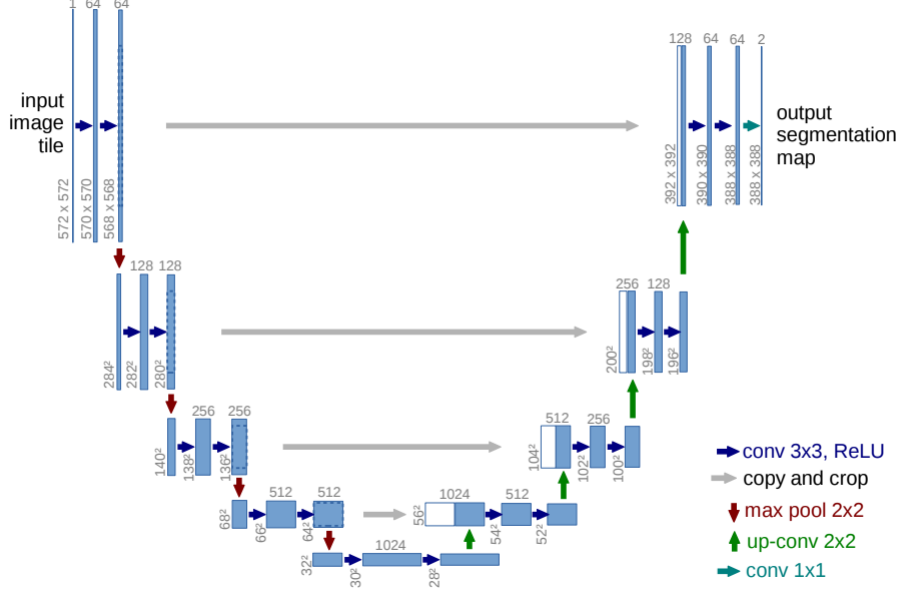 1 64 64
128 64 64 2
input
image
tile
output
segmentation
map
572 x 572
570 x 570
568 x 568
392 x 392
390 x 390
388 x 388
388 x 388
128 128
256 128
284²
282²
280²
200²
198²
196²
256 256
512 256
140²
138²
136²
104²
102²
100²
512 512
1024 512
68²
66²
64²
56²
54²
52²
1024
32²
30²
28²
conv 3x3, ReLU
copy and crop
max pool 2x2
up-conv 2x2
conv 1x1